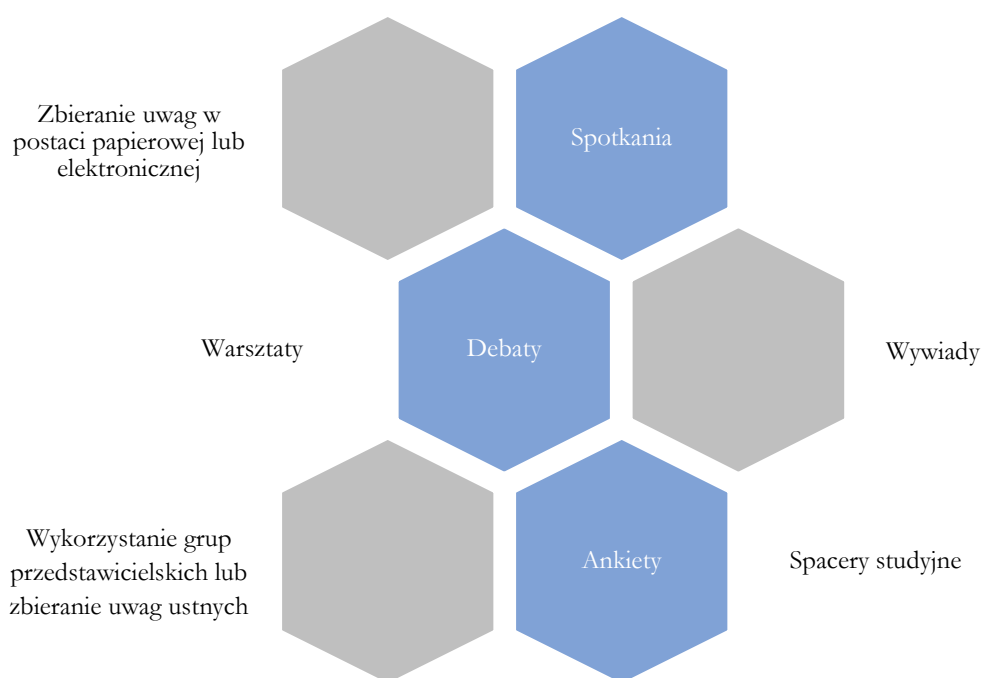 Zbieranie uwag w
postaci papierowej lub
elektronicznej
Spotkania
Warsztaty
Debaty
Wywiady
Wykorzystanie grup
przedstawicielskich lub
zbieranie uwag ustnych
Ankiety
Spacery studyjne